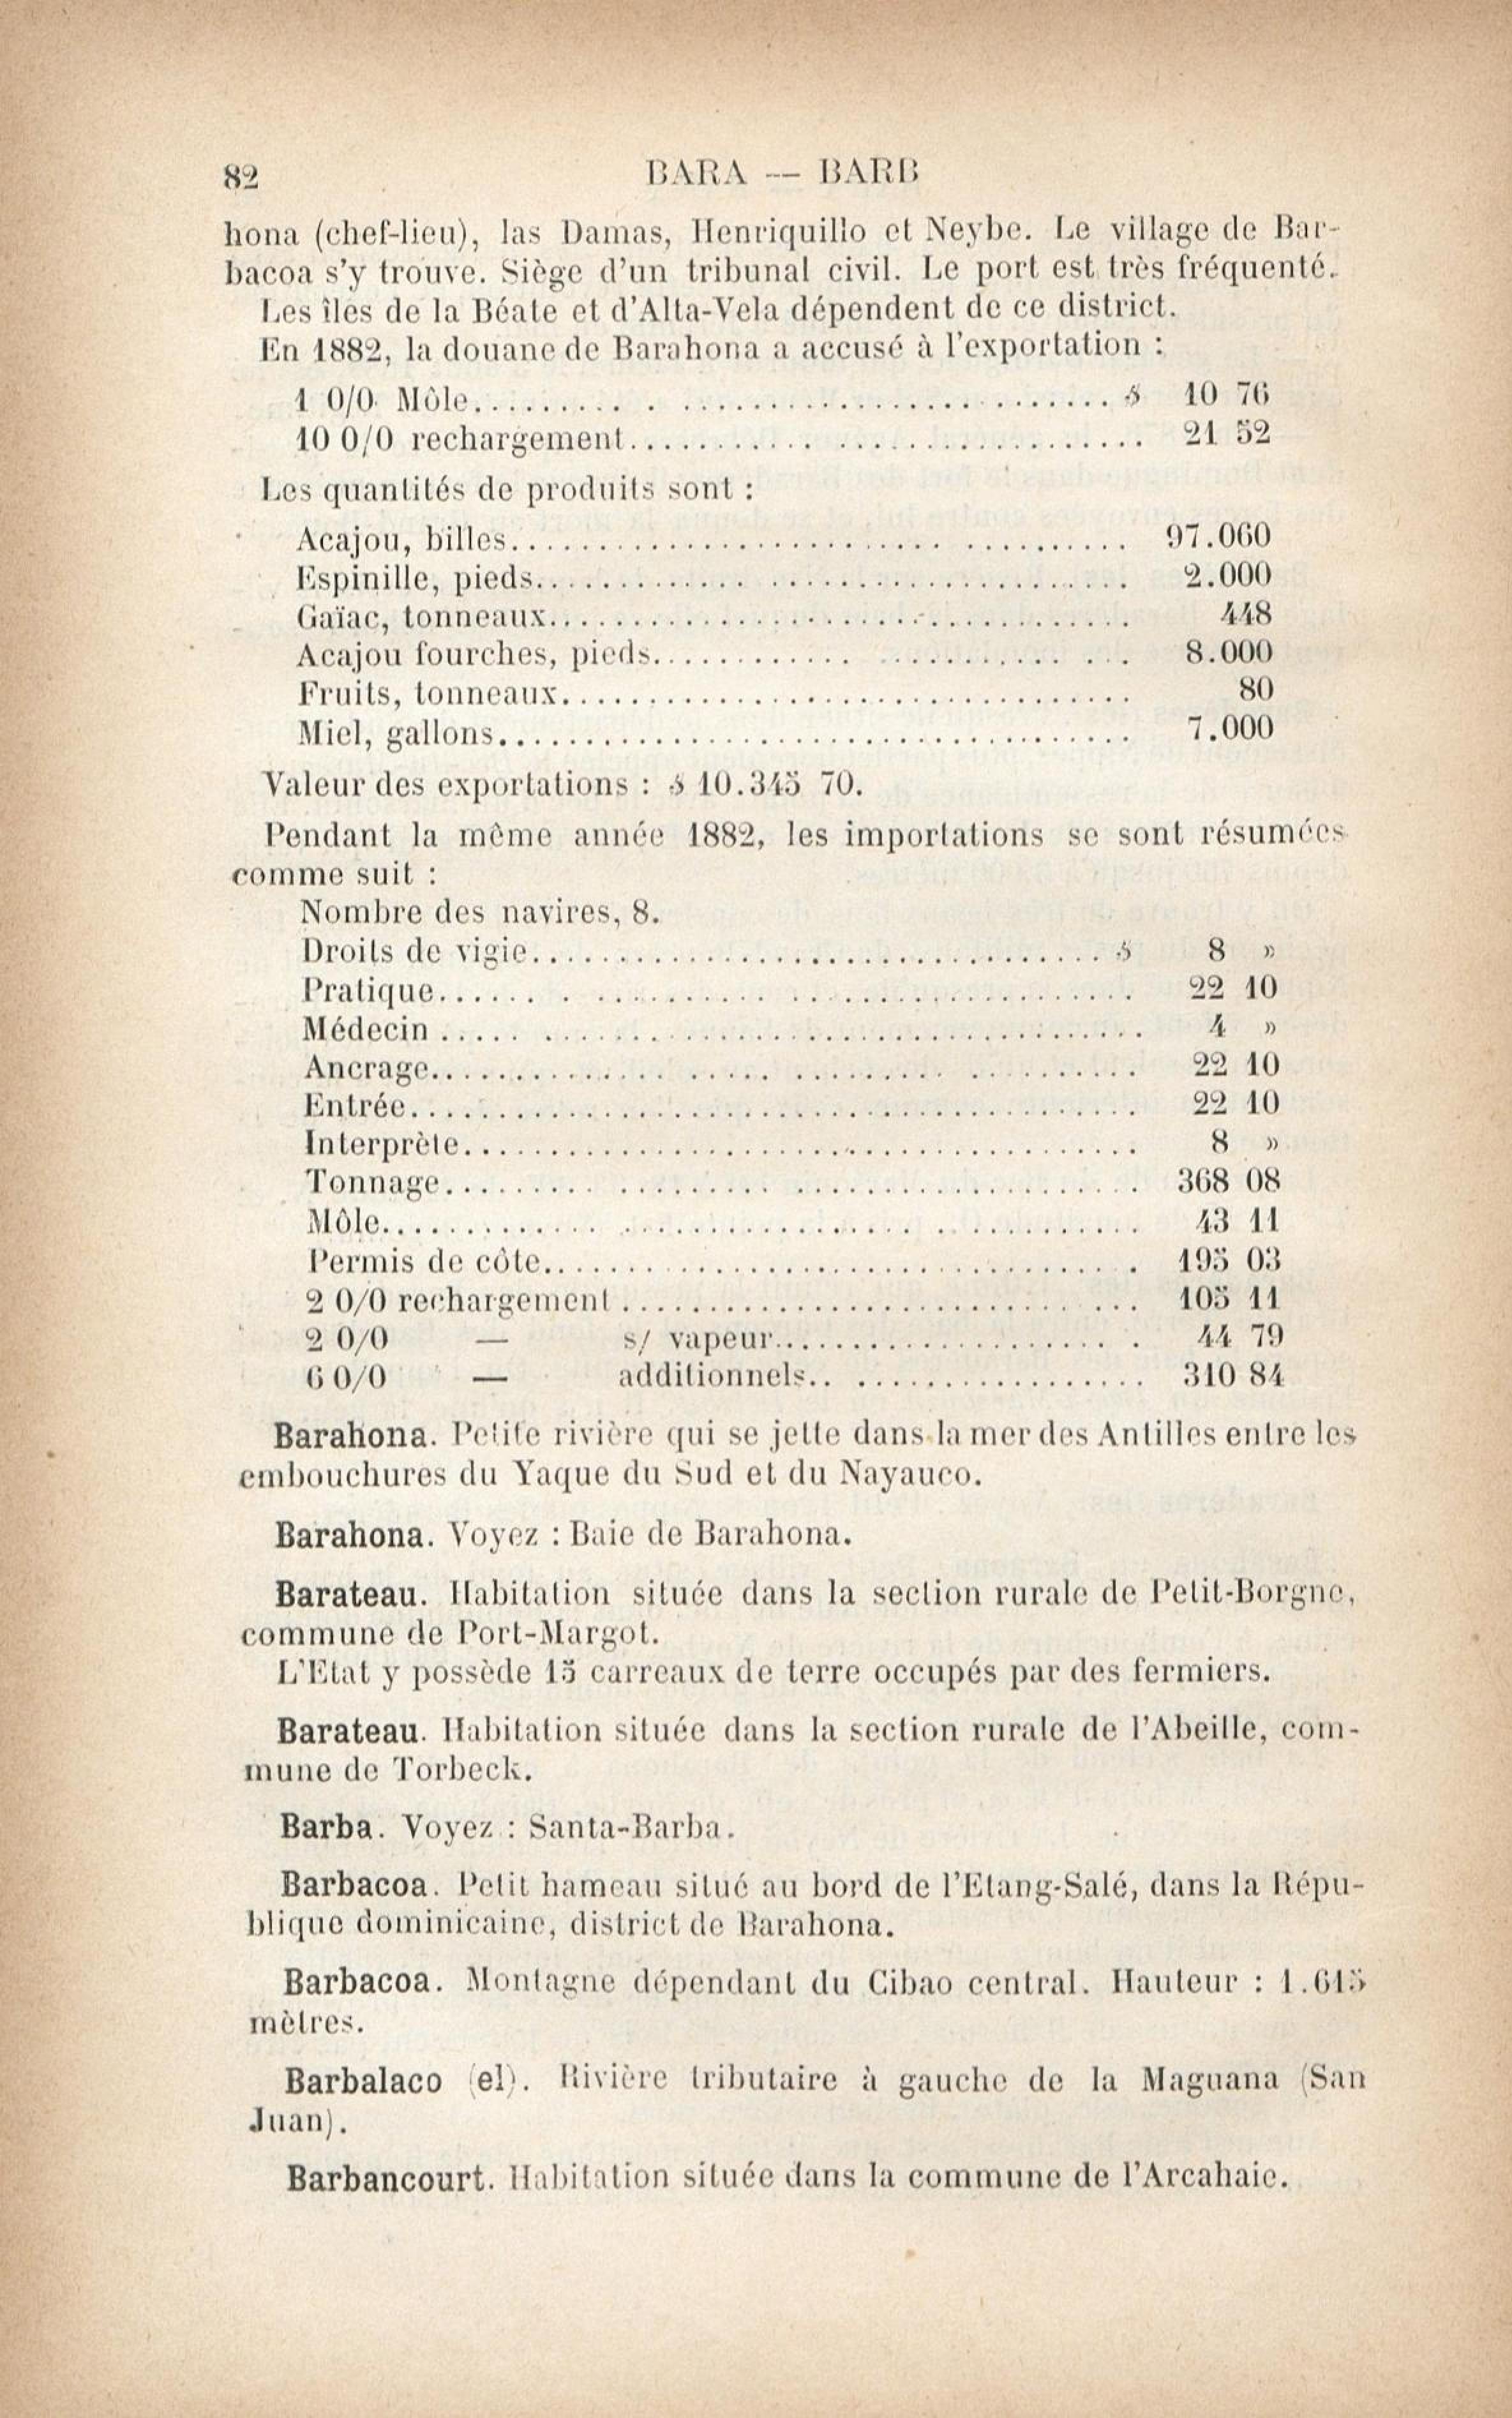 82
BARA — BARB
hona (chef-lieu), las Damas, Henriquillo et Neybe. Le village de Bar-
bacoa s'y trouve. Siège d'un tribunal civil. Le port est très fréquenté.
Les îles de la Béate et d'Alta-Vela dépendent de ce district.
En 1882, la douane de Barahona a accusé à l'exportation :
1 0/0 Môle.......... . ......................... $ 10 76
10 0/0 rechargement........... .................. 21 52
Les quantités de produits sont :
Acajou, billes......................... .......... 97.060
Espinille, pieds............. ..................... 2.000
Gaïac, tonneaux.................................. 448
Acajou fourches, pieds............ .......... ... 8.000
Fruits, tonneaux.................................. 80
Miel, gallons..................................... 7.000
Valeur des exportations : $ 10.345 70.
Pendant la même année 1882, les importations se sont résumées
comme suit :
Nombre des navires, 8.
Droits de vigie.................................. $ 8 »
Pratique...... . .......... .................... 22 10
Médecin ..... ................................... 4 »
Ancrage.............. ..... ......... .......... 22 10
Entrée.......................................... 22 10
Interprète....................................... 8 »
Tonnage......... ......... .................... 368 08
Môle............. ................. ............ 43 11
Permis de côte................................... 195 03
2 0/0 rechargement .......................... ... 105 11
2 0/0 — s/ vapeur..................... . 44 79
6 0/0 — additionnels.. ................. 310 84
Barahona. Petite rivière qui se jette dans la mer des Antilles entre les
embouchures du Yaque du Sud et du Nayauco.
Barahona. Voyez : Baie de Barahona.
Barateau. Habitation située dans la section rurale de Petit-Borgne,
commune de Port-Margot.
L'Etat y possède 15 carreaux de terre occupés par des fermiers.
Barateau. Habitation située dans la section rurale de l'Abeille, com-
mune de Torbeck.
Barba. Voyez : Santa-Barba.
Barbacoa. Petit hameau situé au bord de l'Etang-Salé, dans la Répu-
blique dominicaine, district de Barahona.
Barbacoa. Montagne dépendant du Cibao central. Hauteur : 1.615
mètres.
Barbalaco (el). Rivière tributaire à gauche de la Maguana (San
Juan).
Barbancourt. Habitation située dans la commune de l'Arcahaie.